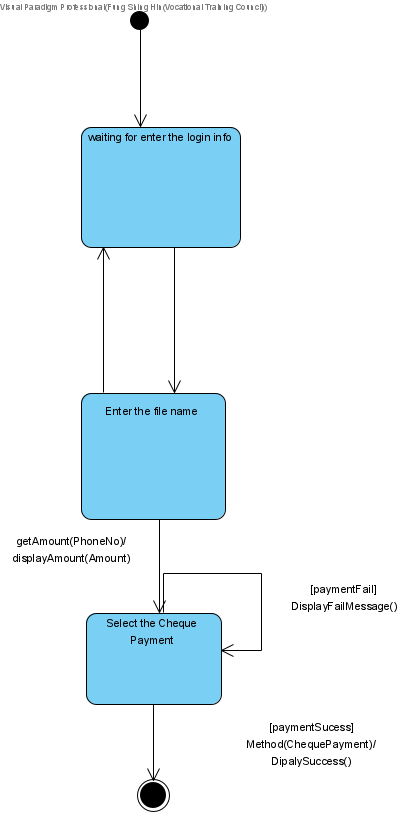 Visual Paradigm Professional(Fung Shing Hin(Vocational Training Council))
waiting for enter the login info
Enter the file name
getAmount(PhoneNo)/
displayAmount(Amount)
[paymentFail]
DisplayFailMessage()
Select the Cheque
Payment
[paymentSucess]
Method(ChequePayment)/
DipalySuccess()